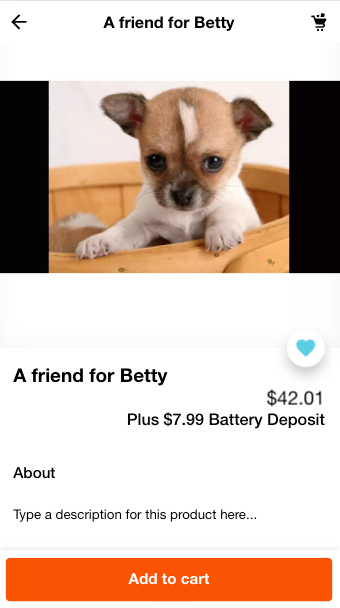 A friend for Betty
A friend for Betty
$42.01
Plus $7.99 Battery Deposit
About
Type a description for this product here...
Add to cart